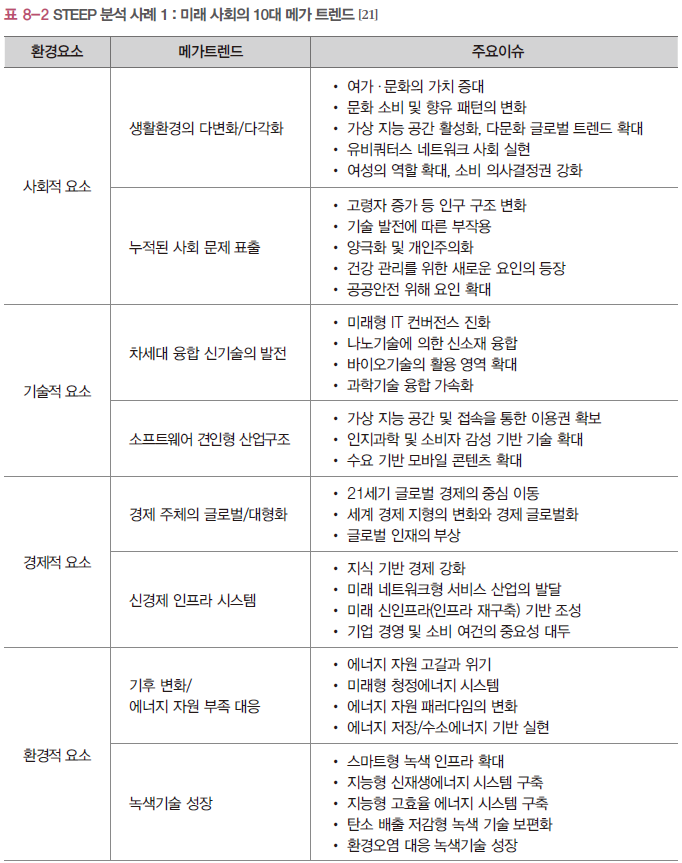 표 8-2 STEEP 분석 사례 1 : 미래 사회의 10대 메가 트렌드 [21]
환경요소 메가트렌드 주요이슈
사회적 요소
생활환경의 다변화/다각화
• 여가·문화의 가치 증대
• 문화 소비 및 향유 패턴의 변화
• 가상 지능 공간 활성화, 다문화 글로벌 트렌드 확대
• 유비쿼터스 네트워크 사회 실현
• 여성의 역할 확대, 소비 의사결정권 강화
누적된 사회 문제 표출
• 고령자 증가 등 인구 구조 변화
• 기술 발전에 따른 부작용
• 양극화 및 개인주의화
• 건강 관리를 위한 새로운 요인의 등장
• 공공안전 위해 요인 확대
기술적 요소
차세대 융합 신기술의 발전
• 미래형 IT 컨버전스 진화
• 나노기술에 의한 신소재 융합
• 바이오기술의 활용 영역 확대
• 과학기술 융합 가속화
소프트웨어 견인형 산업구조
• 가상 지능 공간 및 접속을 통한 이용권 확보
• 인지과학 및 소비자 감성 기반 기술 확대
• 수요 기반 모바일 콘텐츠 확대
경제적 요소
경제 주체의 글로벌/대형화
• 21세기 글로벌 경제의 중심 이동
• 세계 경제 지형의 변화와 경제 글로벌화
• 글로벌 인재의 부상
신경제 인프라 시스템
• 지식 기반 경제 강화
• 미래 네트워크형 서비스 산업의 발달
• 미래 신인프라(인프라 재구축) 기반 조성
• 기업 경영 및 소비 여건의 중요성 대두
환경적 요소
기후 변화/
에너지 자원 부족 대응
• 에너지 자원 고갈과 위기
• 미래형 청정에너지 시스템
• 에너지 자원 패러다임의 변화
• 에너지 저장/수소에너지 기반 실현
녹색기술 성장
• 스마트형 녹색 인프라 확대
• 지능형 신재생에너지 시스템 구축
• 지능형 고효율 에너지 시스템 구축
• 탄소 배출 저감형 녹색 기술 보편화
• 환경오염 대응 녹색기술 성장